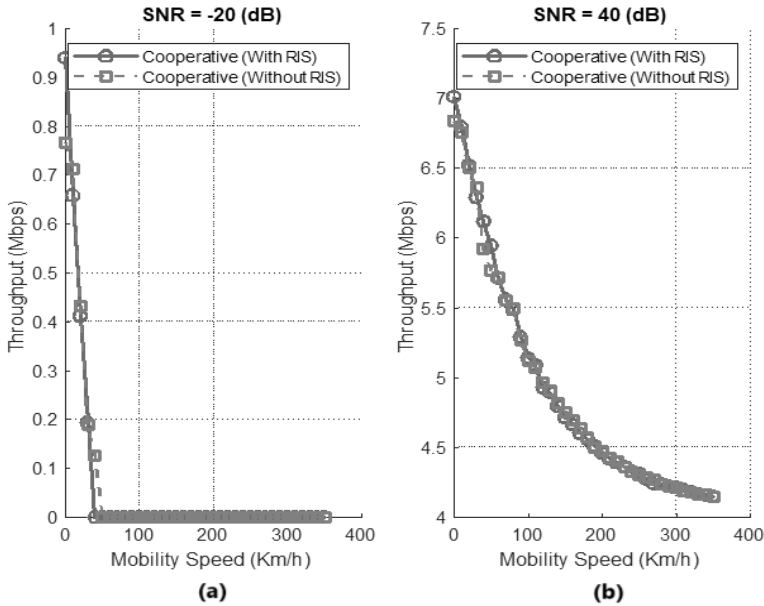 SNR = -20 (dB)
1
0.9
0.8
0.7
0.6
0.5
0.4
0.3
0.2
0.1
0
Throughput (Mbps)
Cooperative (With RIS)
Cooperative (Without RIS)
0 100 200 300 400
Mobility Speed (Km/h)
(a)
SNR = 40 (dB)
7.5
7
6.5
6
5.5
5
4.5
4
Throughput (Mbps)
Cooperative (With RIS)
Cooperative (Without RIS)
0 100 200 300 400
Mobility Speed (Km/h)
(b)